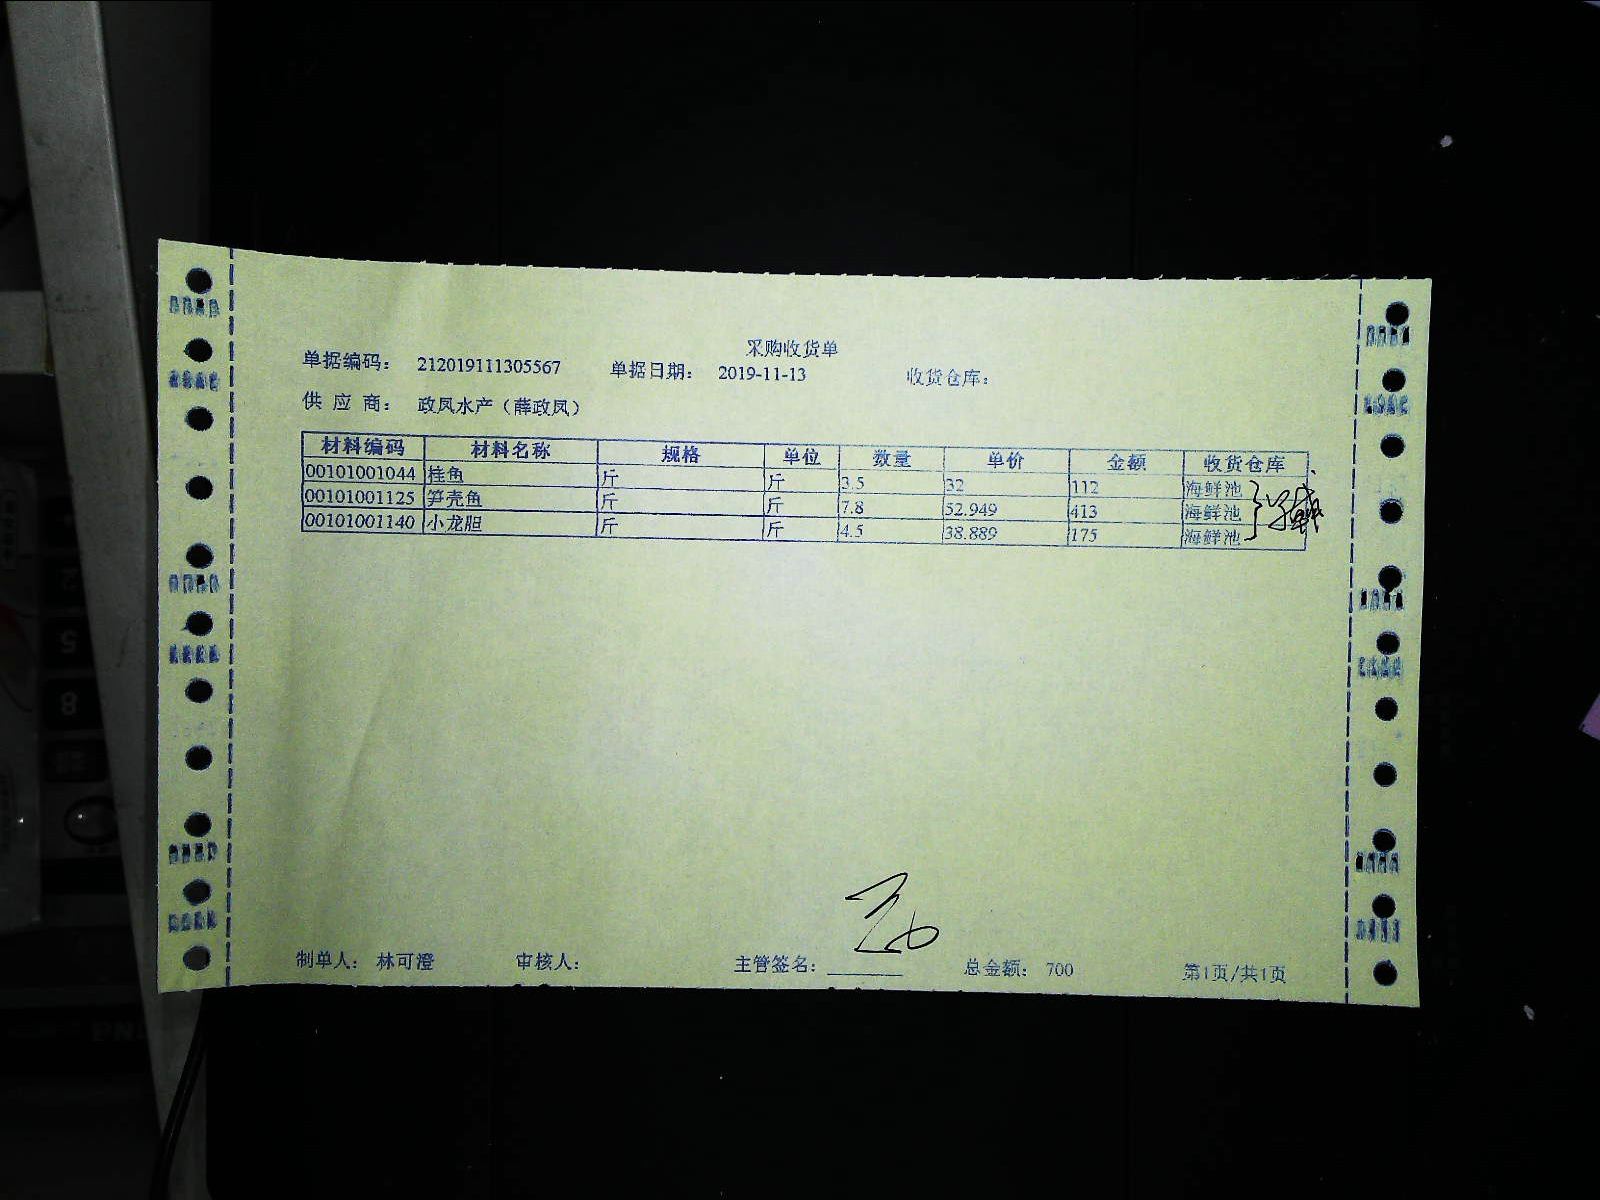 采购收货单
单据编码： 212019111305567 单据日期： 2019-11-13 收货仓库：
供 应 商： 政凤水产（薛政凤）
材料编码 材料名称 规格 单位 数量 单价 金额 收货仓库
00101001044 桂鱼 斤 斤 3.5 32 112 海鲜池
00101001125 笋壳鱼 斤 斤 7.8 52.949 413 海鲜池
00101001140 小龙胆 斤 斤 4.5 38.889 175 海鲜池
制单人： 林可澄 审核人： 主管签名： 总金额： 700 第1页/共1页